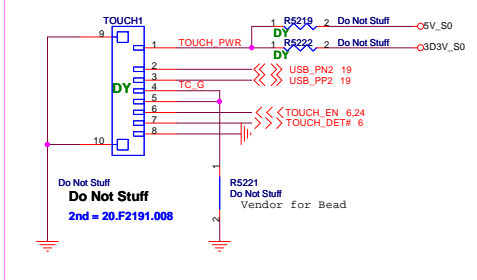 TOUCH1
1 R5219 2 Do Not Stuff 5V_S0
DY
9
1 TOUCH_PWR 1 R5222 2 Do Not Stuff 3D3V_S0
DY
2 USB_PN2 19
3 USB_PP2 19
DY
4 TC_G
5
6 TOUCH_EN 6,24
7 TOUCH_DET# 6
8
10
1
Do Not Stuff
R5221
Do Not Stuff
Do Not Stuff
Vendor for Bead
2nd = 20.F2191.008
2